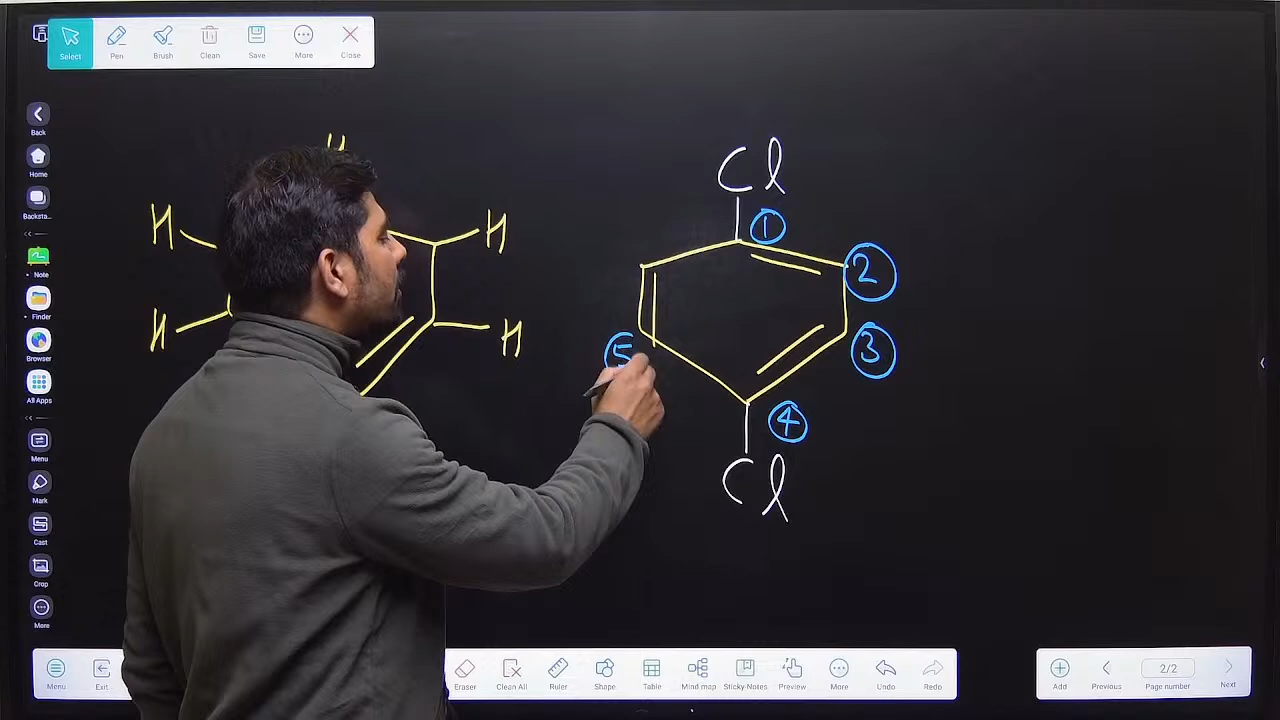 Select Pen Brush Clean Save More Close
Back
Home
Backsta...
Note
Finder
Browser
All Apps
Menu
Mark
Cast
Crop
More
H
H H
H H
Cl
1
2
3
4
5
Cl
Menu Exit Eraser Clean All Ruler Shape Table Mind map Sticky-Notes Preview More Undo Redo
Add Previous 2/2 Page number Next